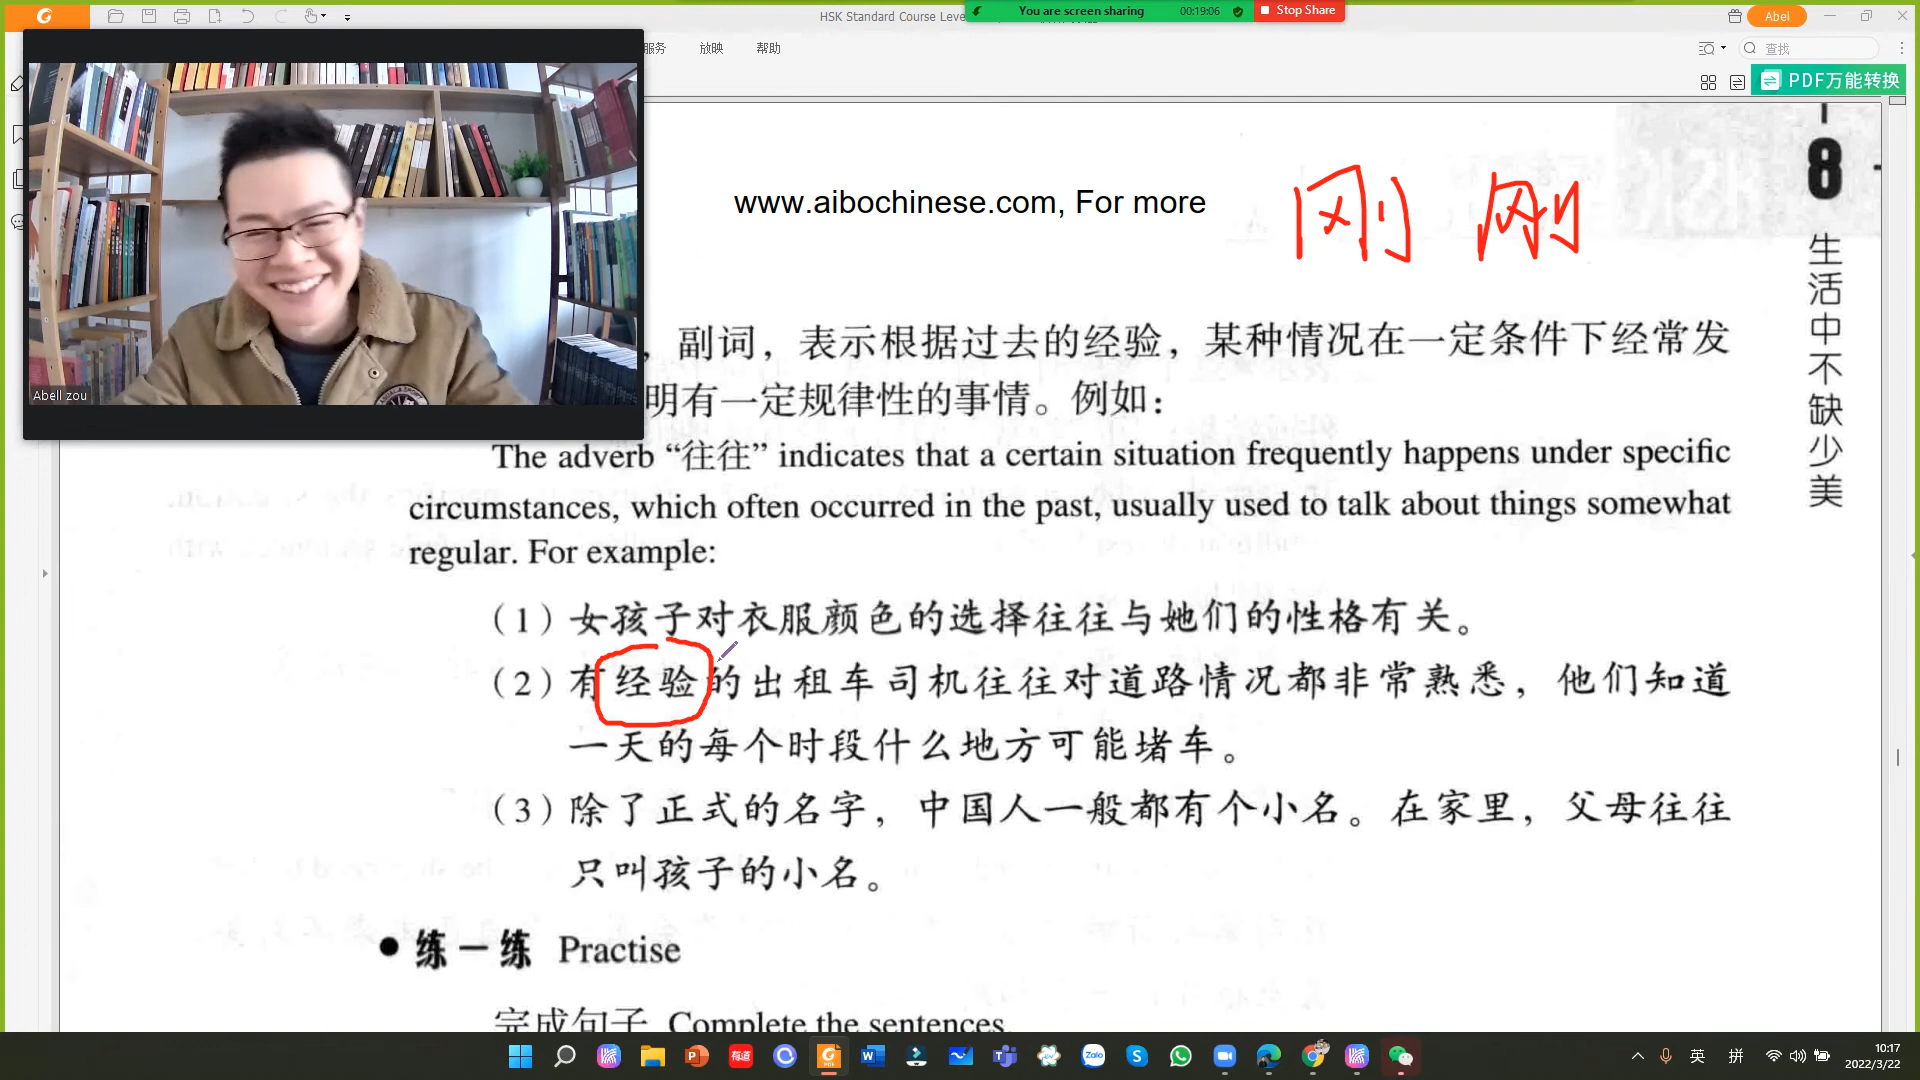 HSK Standard Course Leve
You are screen sharing
00:19:06
Stop Share
Abel
服务 放映 帮助
查找
PDF万能转换
Abell zou
www.aibochinese.com, For more
刚 刚
8
生活中不缺少美
，副词，表示根据过去的经验，某种情况在一定条件下经常发
明有一定规律性的事情。例如：
The adverb “往往” indicates that a certain situation frequently happens under specific
circumstances, which often occurred in the past, usually used to talk about things somewhat
regular. For example:
（1）女孩子对衣服颜色的选择往往与她们的性格有关。
（2）有经验的出租车司机往往对道路情况都非常熟悉，他们知道
一天的每个时段什么地方可能堵车。
（3）除了正式的名字，中国人一般都有个小名。在家里，父母往往
只叫孩子的小名。
● 练一练 Practise
完成句子 Complete the sentences.
有道
Zalo
英 拼
10:17
2022/3/22